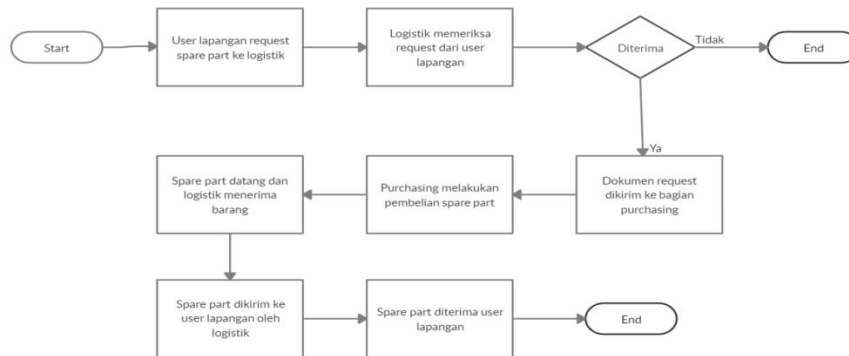 Start
User lapangan request
spare part ke logistik
Logistik memeriksa
request dari user
lapangan
Diterima
Tidak
End
Ya
Dokumen request
dikirim ke bagian
purchasing
Purchasing melakukan
pembelian spare part
Spare part datang dan
logistik menerima
barang
Spare part dikirim ke
user lapangan oleh
logistik
Spare part diterima user
lapangan
End